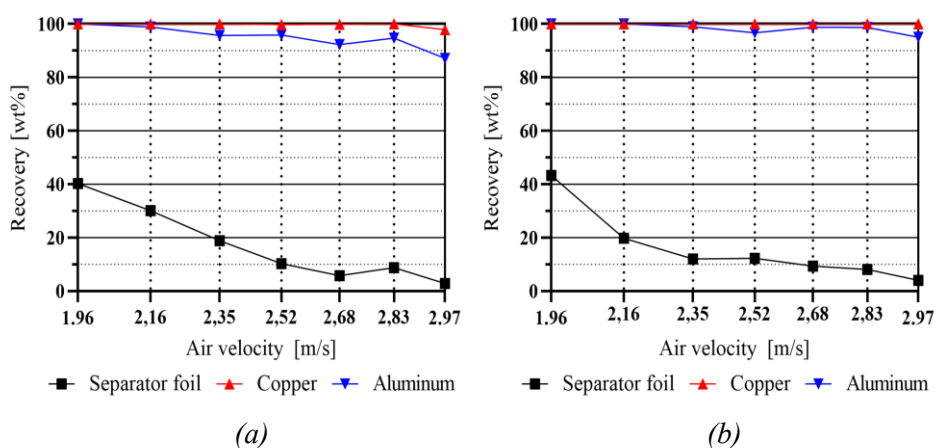 100
80
60
40
20
0
Recovery [wt%]
1.96 2,16 2,35 2,52 2,68 2,83 2.97
Air velocity [m/s]
Separator foil Copper Aluminum
(a)
100
80
60
40
20
0
Recovery [wt%]
1.96 2,16 2,35 2,52 2,68 2,83 2.97
Air velocity [m/s]
Separator foil Copper Aluminum
(b)